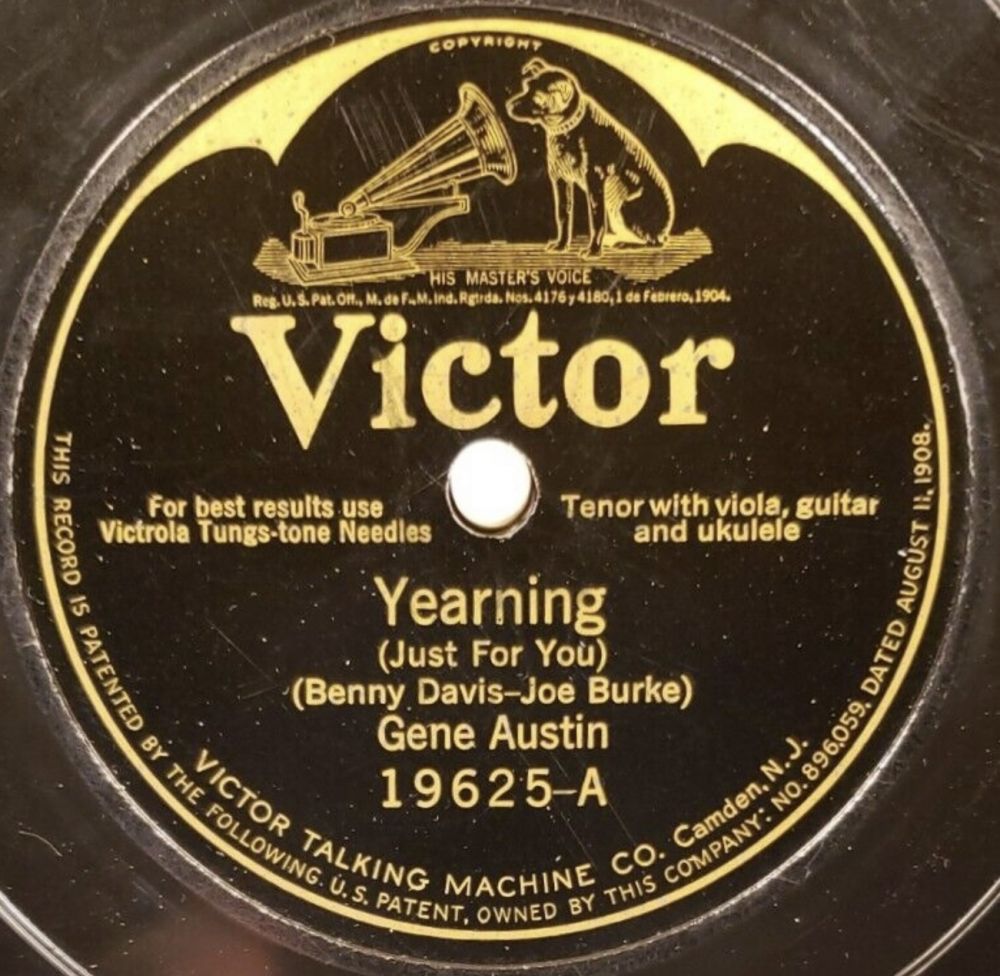 COPYRIGHT
HIS MASTER'S VOICE
Reg. U.S. Pat. Off., M. de F., M. Ind. Rgtrda. Nos. 4176 y 4180, 1 de Febrero, 1904.
Victor
For best results use
Victrola Tungs-tone Needles
Tenor with viola, guitar
and ukulele
Yearning
(Just For You)
(Benny Davis–Joe Burke)
Gene Austin
19625–A
VICTOR TALKING MACHINE CO. Camden, N.J.
THIS RECORD IS PATENTED BY THE FOLLOWING U.S. PATENT, OWNED BY THIS COMPANY: NO. 896,059, DATED AUGUST 11, 1908.